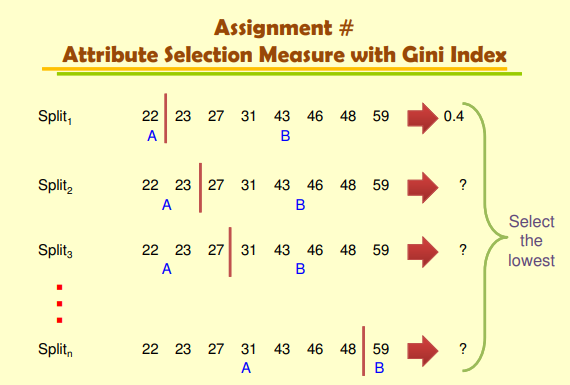 Assignment #
Attribute Selection Measure with Gini Index
Split1 22 23 27 31 43 46 48 59 0.4
A B
Split2 22 23 27 31 43 46 48 59 ?
A B
Select
the
lowest
Split3 22 23 27 31 43 46 48 59 ?
A B
Splitn 22 23 27 31 43 46 48 59 ?
A B